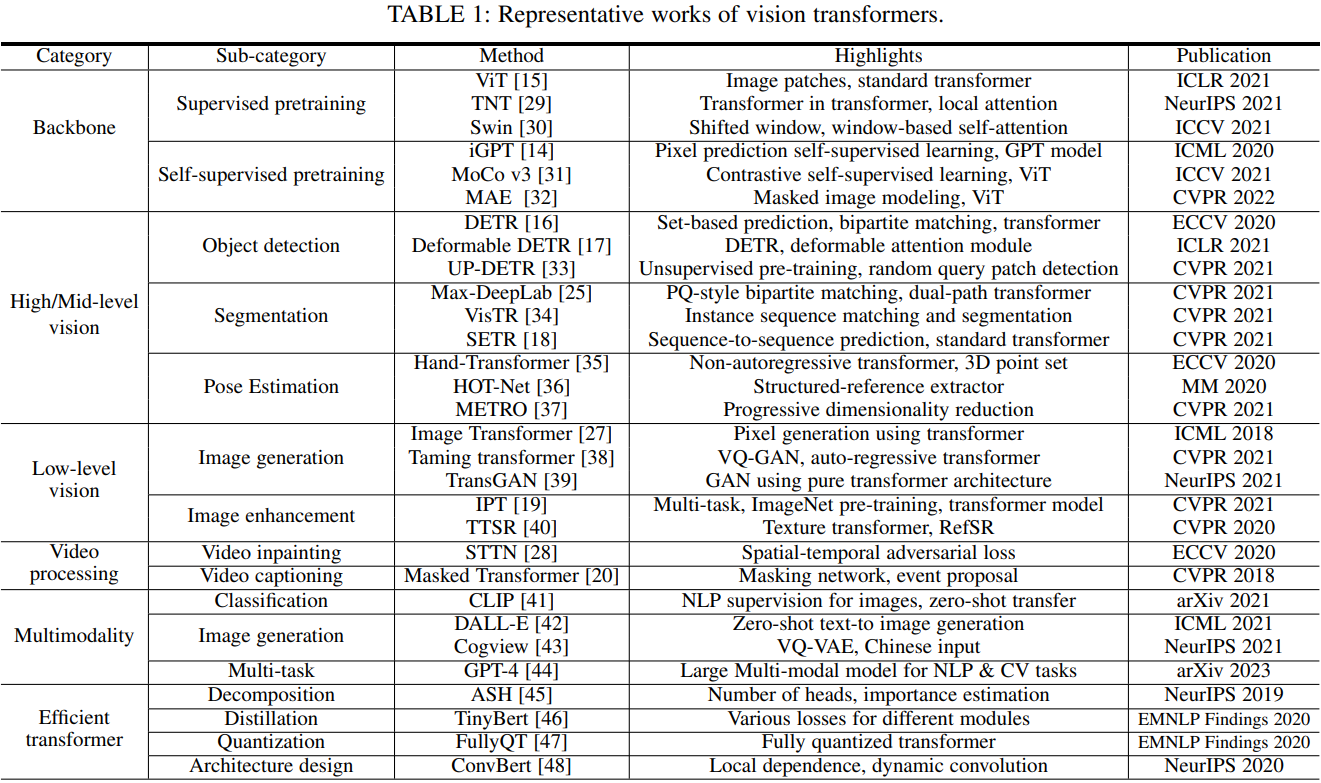 TABLE 1: Representative works of vision transformers.
Category Sub-category Method Highlights Publication
Backbone Supervised pretraining ViT [15] Image patches, standard transformer ICLR 2021
TNT [29] Transformer in transformer, local attention NeurIPS 2021
Swin [30] Shifted window, window-based self-attention ICCV 2021
Self-supervised pretraining iGPT [14] Pixel prediction self-supervised learning, GPT model ICML 2020
MoCo v3 [31] Contrastive self-supervised learning, ViT ICCV 2021
MAE [32] Masked image modeling, ViT CVPR 2022
High/Mid-level vision Object detection DETR [16] Set-based prediction, bipartite matching, transformer ECCV 2020
Deformable DETR [17] DETR, deformable attention module ICLR 2021
UP-DETR [33] Unsupervised pre-training, random query patch detection CVPR 2021
Segmentation Max-DeepLab [25] PQ-style bipartite matching, dual-path transformer CVPR 2021
VisTR [34] Instance sequence matching and segmentation CVPR 2021
SETR [18] Sequence-to-sequence prediction, standard transformer CVPR 2021
Pose Estimation Hand-Transformer [35] Non-autoregressive transformer, 3D point set ECCV 2020
HOT-Net [36] Structured-reference extractor MM 2020
METRO [37] Progressive dimensionality reduction CVPR 2021
Low-level vision Image generation Image Transformer [27] Pixel generation using transformer ICML 2018
Taming transformer [38] VQ-GAN, auto-regressive transformer CVPR 2021
TransGAN [39] GAN using pure transformer architecture NeurIPS 2021
Image enhancement IPT [19] Multi-task, ImageNet pre-training, transformer model CVPR 2021
TTSR [40] Texture transformer, RefSR CVPR 2020
Video processing Video inpainting STTN [28] Spatial-temporal adversarial loss ECCV 2020
Video captioning Masked Transformer [20] Masking network, event proposal CVPR 2018
Multimodality Classification CLIP [41] NLP supervision for images, zero-shot transfer arXiv 2021
Image generation DALL-E [42] Zero-shot text-to image generation ICML 2021
Cogview [43] VQ-VAE, Chinese input NeurIPS 2021
Multi-task GPT-4 [44] Large Multi-modal model for NLP & CV tasks arXiv 2023
Efficient transformer Decomposition ASH [45] Number of heads, importance estimation NeurIPS 2019
Distillation TinyBert [46] Various losses for different modules EMNLP Findings 2020
Quantization FullyQT [47] Fully quantized transformer EMNLP Findings 2020
Architecture design ConvBert [48] Local dependence, dynamic convolution NeurIPS 2020